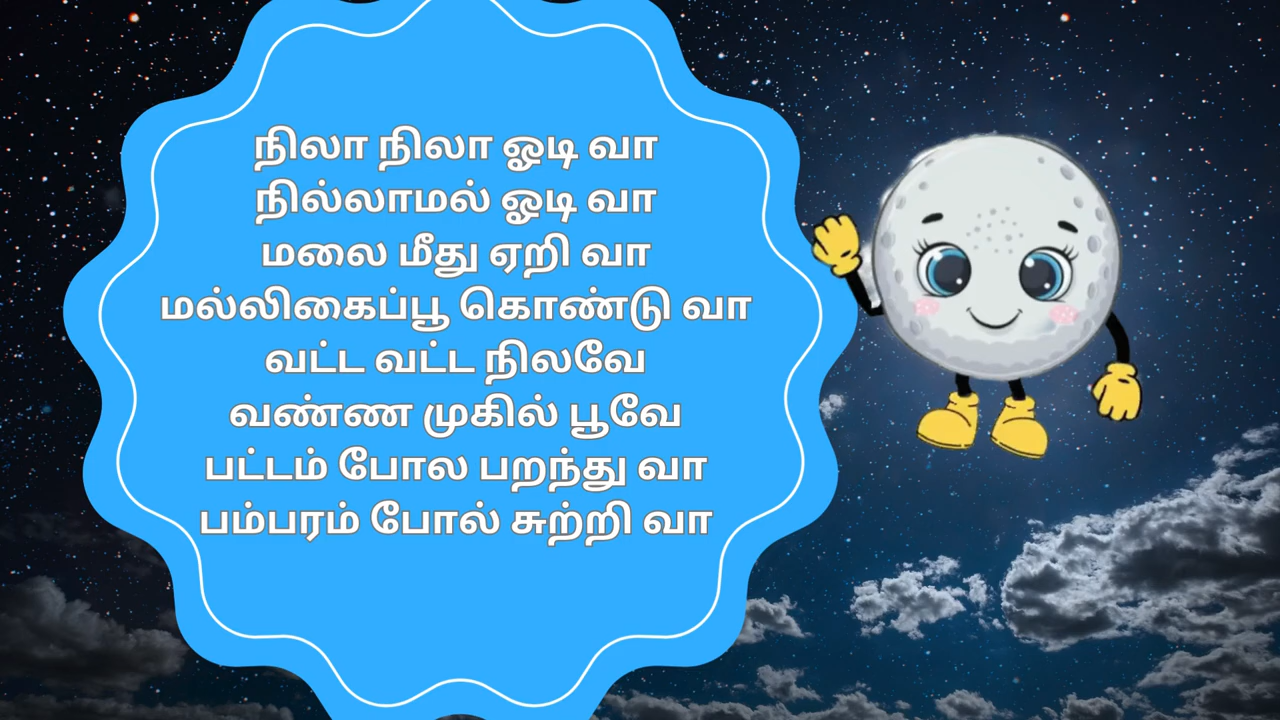 நிலா நிலா ஓடி வா
நில்லாமல் ஓடி வா
மலை மீது ஏறி வா
மல்லிகைப்பூ கொண்டு வா
வட்ட வட்ட நிலவே
வண்ண முகில் பூவே
பட்டம் போல பறந்து வா
பம்பரம் போல் சுற்றி வா